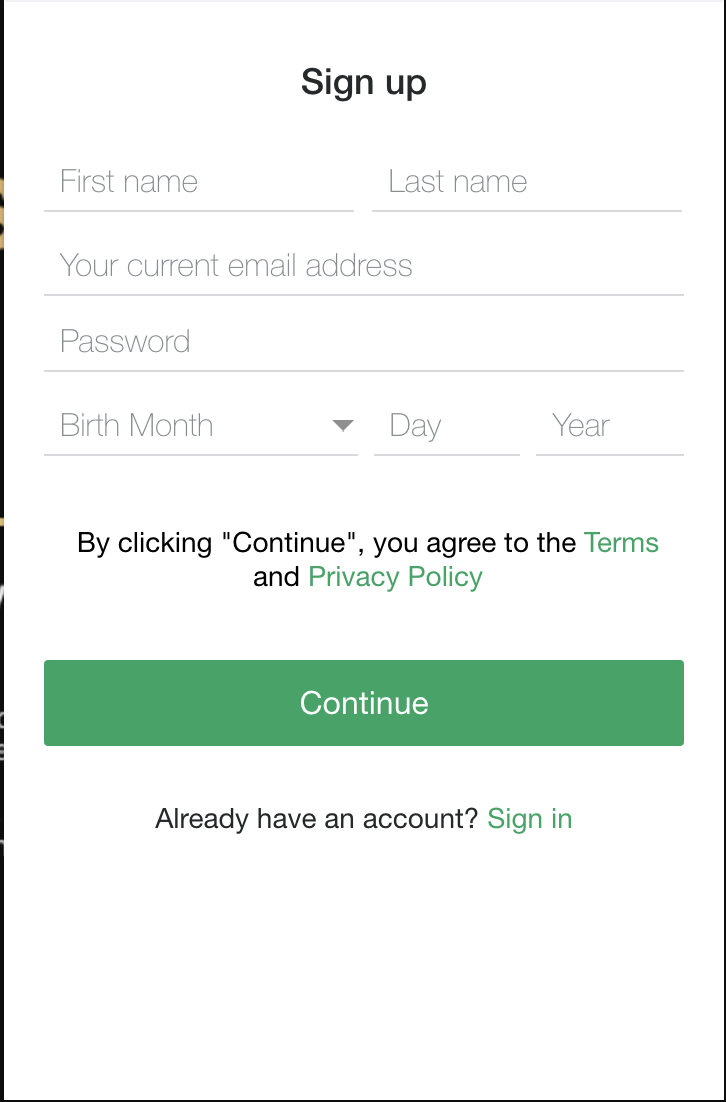 Sign up
First name Last name
Your current email address
Password
Birth Month Day Year
By clicking "Continue", you agree to the Terms
and Privacy Policy
Continue
Already have an account? Sign in